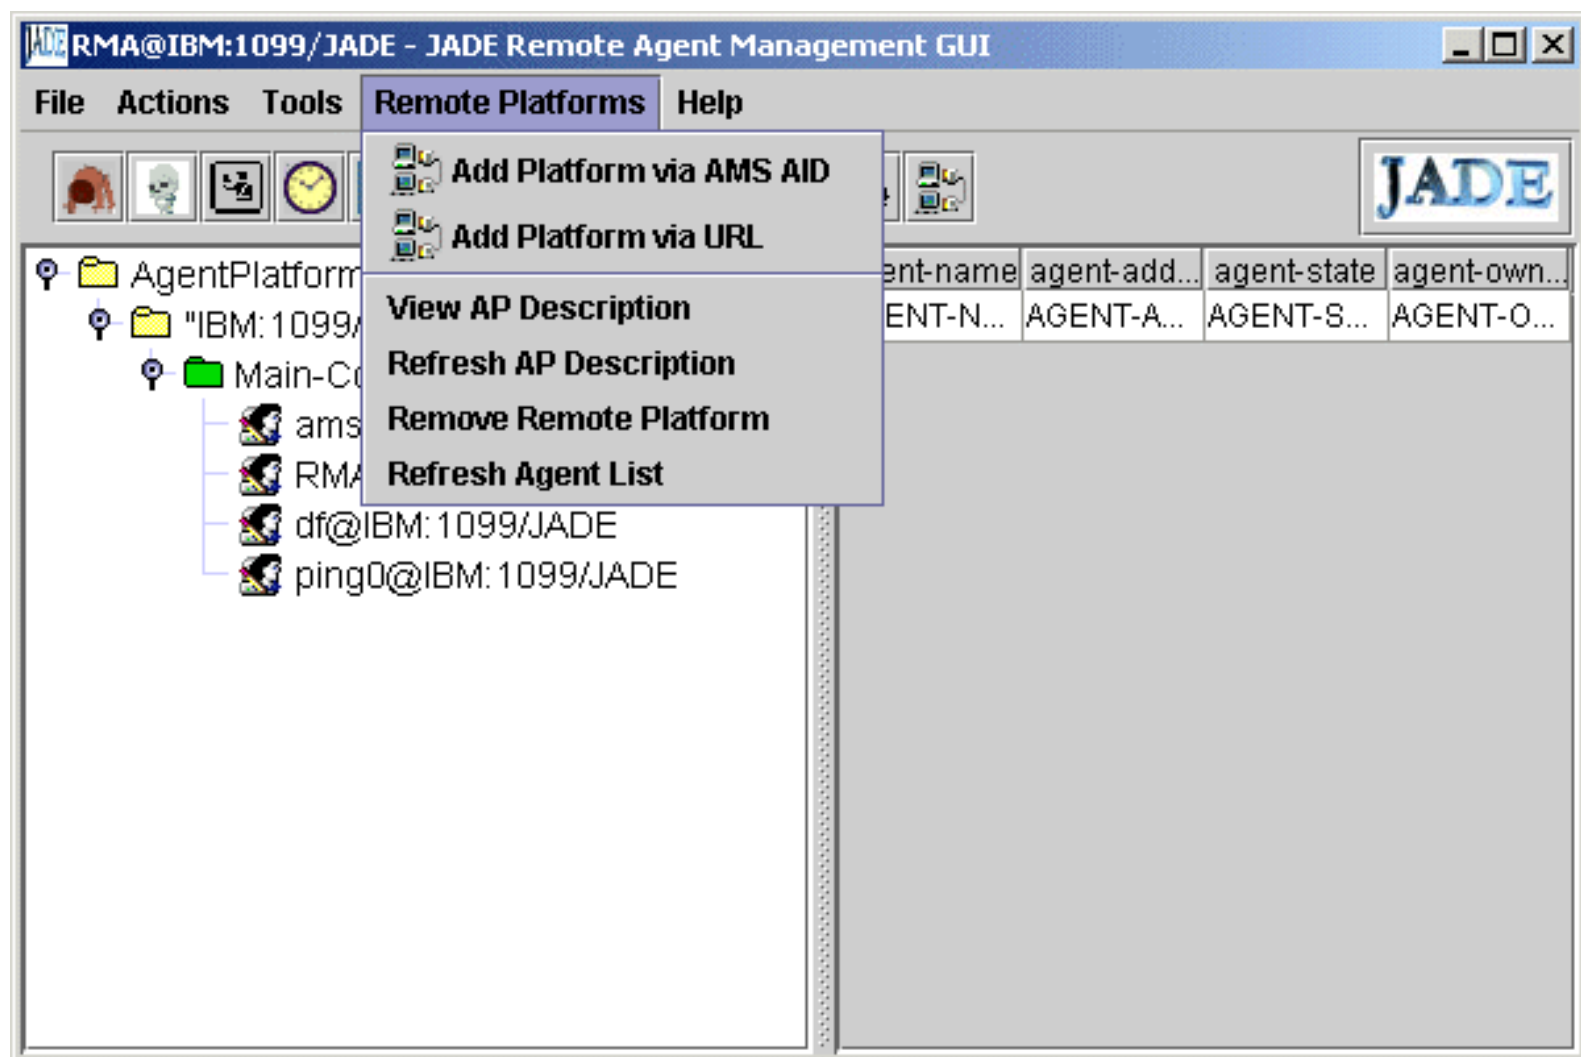 RMA@IBM:1099/JADE - JADE Remote Agent Management GUI
File Actions Tools Remote Platforms Help
Add Platform via AMS AID
Add Platform via URL
View AP Description
Refresh AP Description
Remove Remote Platform
Refresh Agent List
JADE
AgentPlatform
"IBM:1099/
Main-Co
ams
RMA
df@IBM:1099/JADE
ping0@IBM:1099/JADE
ent-name agent-add... agent-state agent-own...
ENT-N... AGENT-A... AGENT-S... AGENT-O...